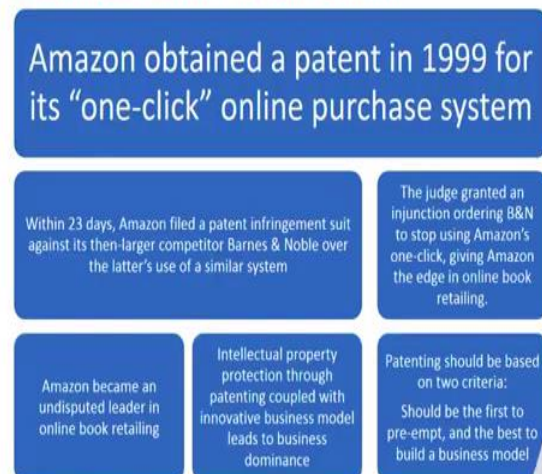 Amazon obtained a patent in 1999 for
its “one-click” online purchase system
Within 23 days, Amazon filed a patent infringement suit
against its then-larger competitor Barnes & Noble over
the latter’s use of a similar system
The judge granted an
injunction ordering B&N
to stop using Amazon’s
one-click, giving Amazon
the edge in online book
retailing.
Amazon became an
undisputed leader in
online book retailing
Intellectual property
protection through
patenting coupled with
innovative business model
leads to business
dominance
Patenting should be based
on two criteria:
Should be the first to
pre-empt, and the best to
build a business model